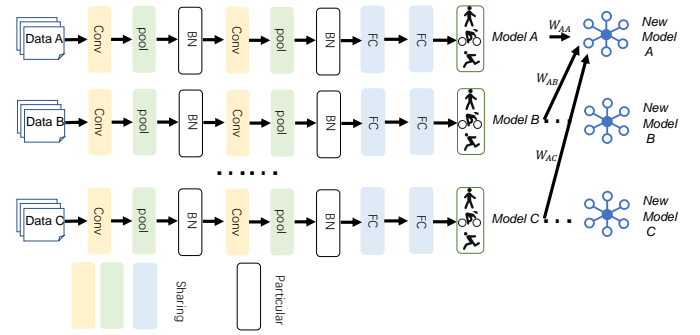 Data A Conv pool BN Conv pool BN FC FC Model A W_AA New Model A
W_AB
Data B Conv pool BN Conv pool BN FC FC Model B ... New Model B
.......
W_AC
Data C Conv pool BN Conv pool BN FC FC Model C ... New Model C
Sharing Particular